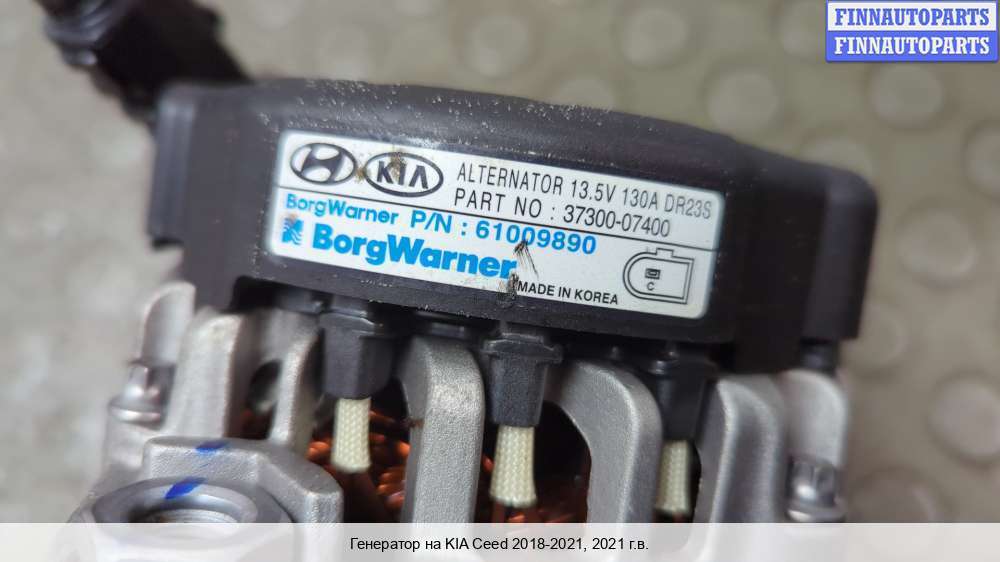 FINNAUTOPARTS
FINNAUTOPARTS
KIA ALTERNATOR 13.5V 130A DR23S
PART NO : 37300-07400
BorgWarner P/N : 61009890
BorgWarner
C
MADE IN KOREA
Генератор на KIA Ceed 2018-2021, 2021 г.в.